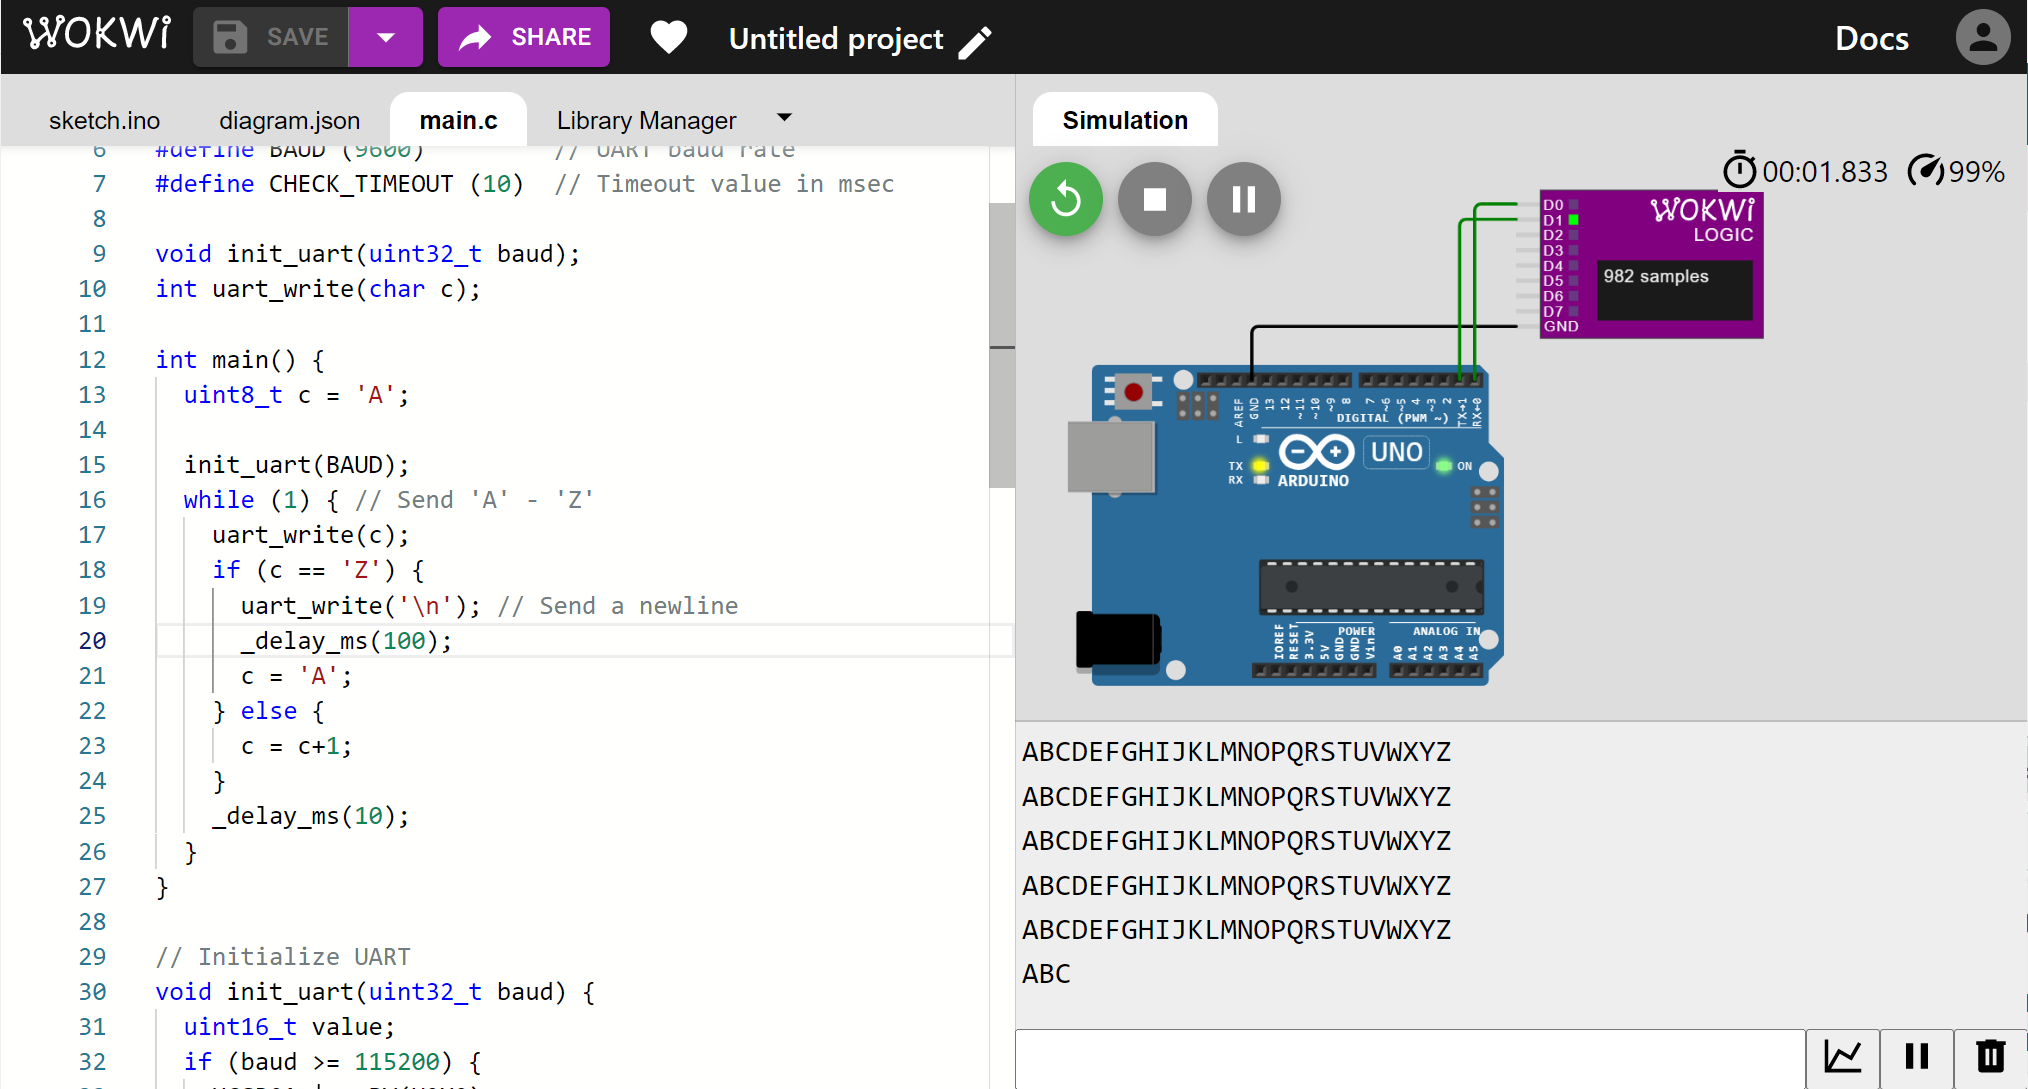 WOKWI SAVE SHARE Untitled project Docs
sketch.ino diagram.json main.c Library Manager
6 #define BAUD (9600) // UART baud rate
7 #define CHECK_TIMEOUT (10) // Timeout value in msec
8
9 void init_uart(uint32_t baud);
10 int uart_write(char c);
11
12 int main() {
13 uint8_t c = 'A';
14
15 init_uart(BAUD);
16 while (1) { // Send 'A' - 'Z'
17 uart_write(c);
18 if (c == 'Z') {
19 uart_write('\n'); // Send a newline
20 _delay_ms(100);
21 c = 'A';
22 } else {
23 c = c+1;
24 }
25 _delay_ms(10);
26 }
27 }
28
29 // Initialize UART
30 void init_uart(uint32_t baud) {
31 uint16_t value;
32 if (baud >= 115200) {
Simulation
00:01.833 99%
D0
D1
D2
D3
D4
D5
D6
D7
GND
WOKWI
LOGIC
982 samples
AREF GND 13 12 ~11 ~10 ~9 8 7 ~6 ~5 4 ~3 2 TX→1 RX←0
DIGITAL (PWM ~)
L
TX
RX
ARDUINO
UNO
ON
POWER ANALOG IN
IOREF RESET 3.3V 5V GND GND Vin A0 A1 A2 A3 A4 A5
ABCDEFGHIJKLMNOPQRSTUVWXYZ
ABCDEFGHIJKLMNOPQRSTUVWXYZ
ABCDEFGHIJKLMNOPQRSTUVWXYZ
ABCDEFGHIJKLMNOPQRSTUVWXYZ
ABCDEFGHIJKLMNOPQRSTUVWXYZ
ABC